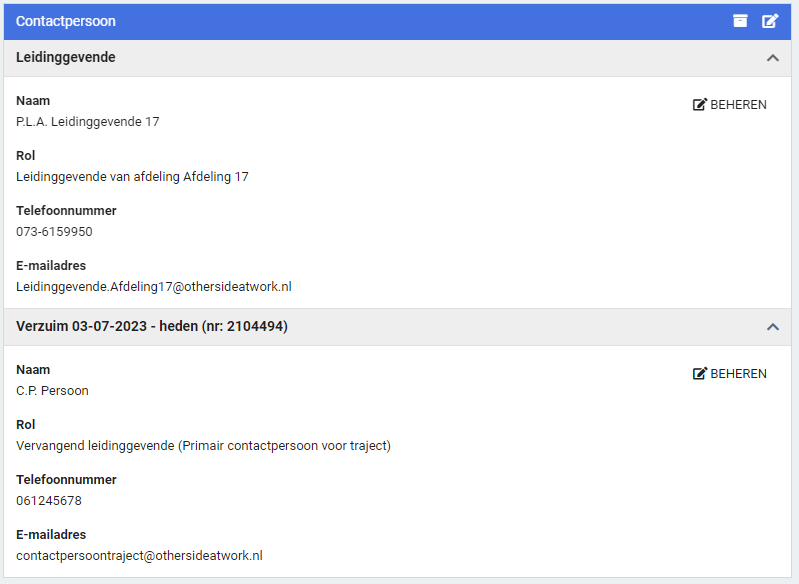 Contactpersoon
Leidinggevende
Naam
BEHEREN
P.L.A. Leidinggevende 17
Rol
Leidinggevende van afdeling Afdeling 17
Telefoonnummer
073-6159950
E-mailadres
Leidinggevende.Afdeling17@othersideatwork.nl
Verzuim 03-07-2023 - heden (nr: 2104494)
Naam
BEHEREN
C.P. Persoon
Rol
Vervangend leidinggevende (Primair contactpersoon voor traject)
Telefoonnummer
061245678
E-mailadres
contactpersoontraject@othersideatwork.nl